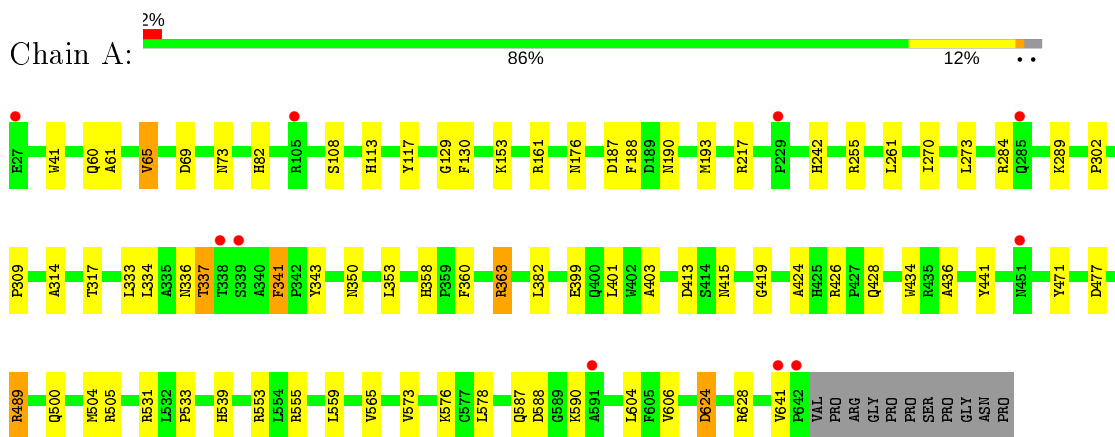 2%
Chain A:
86% 12% • •
E27 W41 Q60 A61 V65 D69 N73 H82 R105 S108 H113 Y117 G129 F130 K153 R161 N176 D187 F188 D189 N190 M193 R217 P229 H242 R255 L261 I270 L273 R284 Q285 K289 P302
P309 A314 T317 L333 L334 A335 N336 T337 T338 S339 A340 F341 P342 Y343 N350 L353 H358 P359 F360 R363 L382 E399 Q400 L401 W402 A403 D413 S414 N415 G419 A424 H425 R426 P427 Q428 W434 R435 A436 Y441 N451 Y471 D477
R489 Q500 M504 R505 R531 L532 P533 H539 R553 L554 R555 L559 V565 V573 K576 C577 L578 Q587 D588 G589 K590 A591 L604 F605 V606 D624 R628 V641 P642 VAL PRO ARG GLY PRO PRO SER PRO GLY ASN PRO